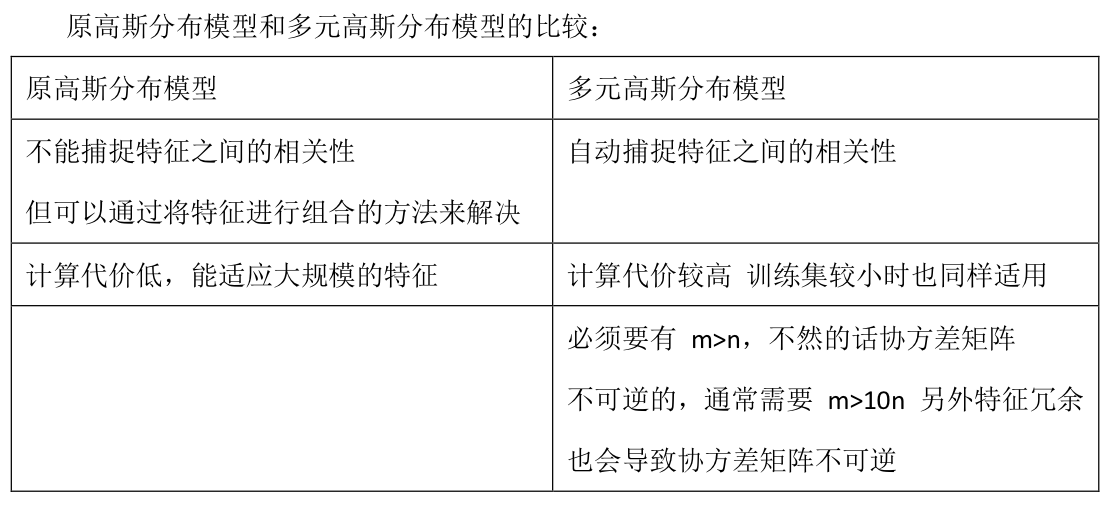 原高斯分布模型和多元高斯分布模型的比较：
原高斯分布模型
多元高斯分布模型
不能捕捉特征之间的相关性
但可以通过将特征进行组合的方法来解决
自动捕捉特征之间的相关性
计算代价低，能适应大规模的特征
计算代价较高 训练集较小时也同样适用
必须要有 m>n，不然的话协方差矩阵
不可逆的，通常需要 m>10n 另外特征冗余
也会导致协方差矩阵不可逆